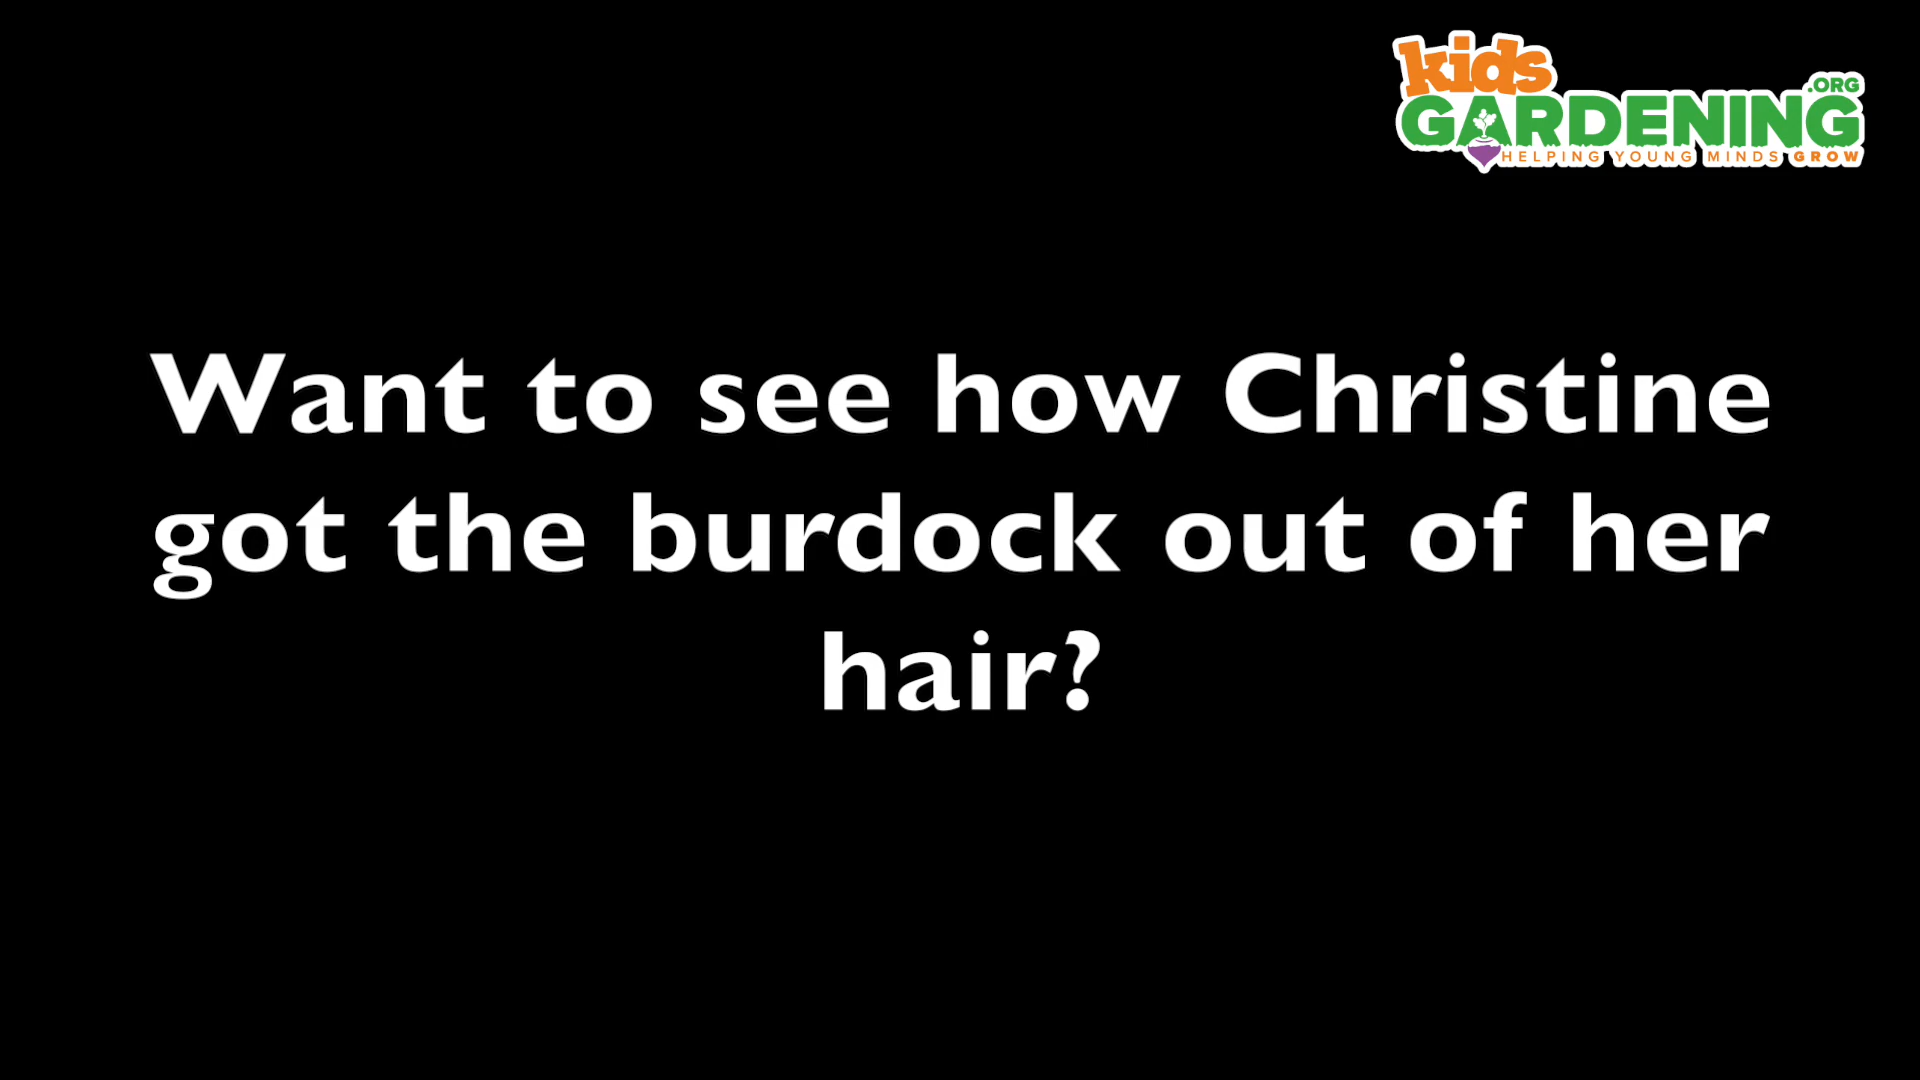 kids
GARDENING.ORG
HELPING YOUNG MINDS GROW
Want to see how Christine
got the burdock out of her
hair?